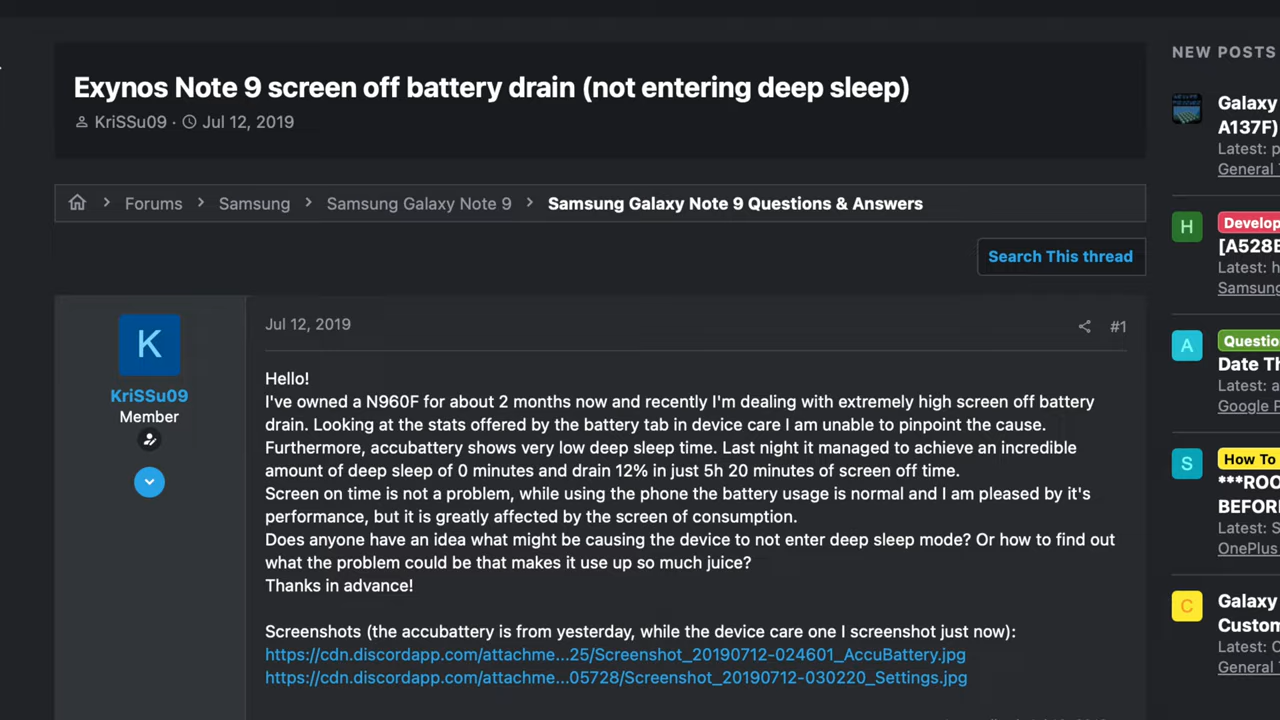 Exynos Note 9 screen off battery drain (not entering deep sleep)
KriSSu09 · Jul 12, 2019
Forums > Samsung > Samsung Galaxy Note 9 > Samsung Galaxy Note 9 Questions & Answers
Search This thread
K
KriSSu09
Member
Jul 12, 2019
#1
Hello!
I've owned a N960F for about 2 months now and recently I'm dealing with extremely high screen off battery
drain. Looking at the stats offered by the battery tab in device care I am unable to pinpoint the cause.
Furthermore, accubattery shows very low deep sleep time. Last night it managed to achieve an incredible
amount of deep sleep of 0 minutes and drain 12% in just 5h 20 minutes of screen off time.
Screen on time is not a problem, while using the phone the battery usage is normal and I am pleased by it's
performance, but it is greatly affected by the screen of consumption.
Does anyone have an idea what might be causing the device to not enter deep sleep mode? Or how to find out
what the problem could be that makes it use up so much juice?
Thanks in advance!
Screenshots (the accubattery is from yesterday, while the device care one I screenshot just now):
https://cdn.discordapp.com/attachme...25/Screenshot_20190712-024601_AccuBattery.jpg
https://cdn.discordapp.com/attachme...05728/Screenshot_20190712-030220_Settings.jpg
NEW POSTS
Galaxy
A137F)
Latest: p
General
H
Develop
[A528B
Latest: h
Samsung
A
Questio
Date Th
Latest: a
Google P
S
How To
***ROO
BEFOR
Latest: S
OnePlus
C
Galaxy
Custom
Latest: C
General